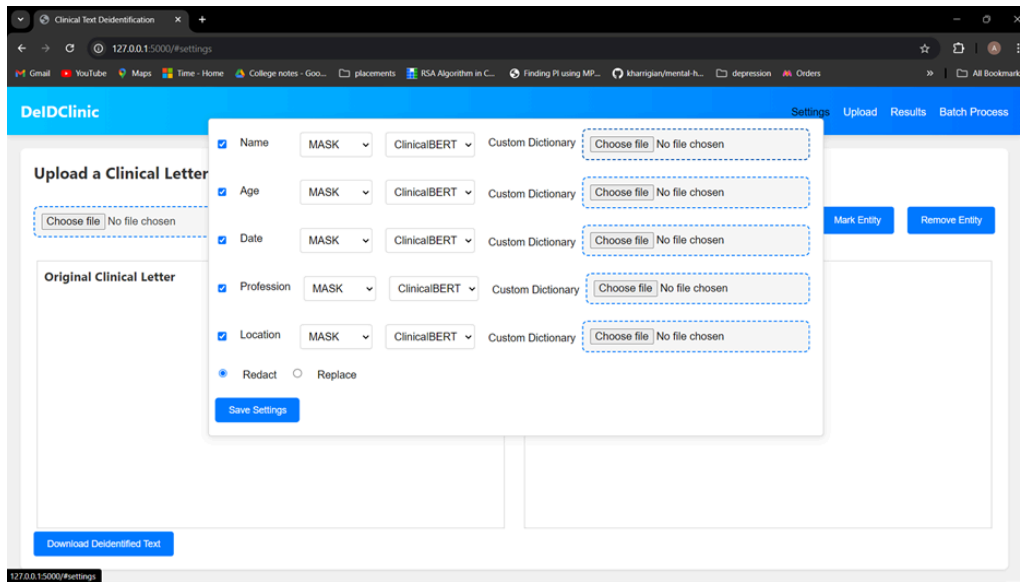 Clinical Text Deidentification
127.0.0.1:5000/#settings
Gmail YouTube Maps Time - Home College notes - Goo... placements RSA Algorithm in C... Finding PI using MP... kharrigian/mental-h... depression Orders » All Bookmark
DeIDClinic Settings Upload Results Batch Process
Upload a Clinical Letter
Choose file No file chosen
Mark Entity Remove Entity
Original Clinical Letter
Name MASK ClinicalBERT Custom Dictionary Choose file No file chosen
Age MASK ClinicalBERT Custom Dictionary Choose file No file chosen
Date MASK ClinicalBERT Custom Dictionary Choose file No file chosen
Profession MASK ClinicalBERT Custom Dictionary Choose file No file chosen
Location MASK ClinicalBERT Custom Dictionary Choose file No file chosen
Redact Replace
Save Settings
Download Deidentified Text
127.0.0.1:5000/#settings